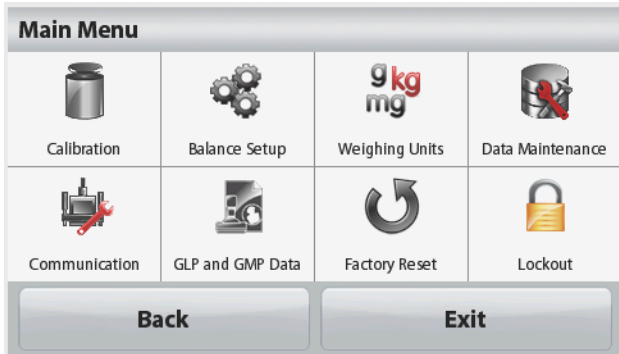 Main Menu
g kg
mg
Calibration Balance Setup Weighing Units Data Maintenance
Communication GLP and GMP Data Factory Reset Lockout
Back Exit